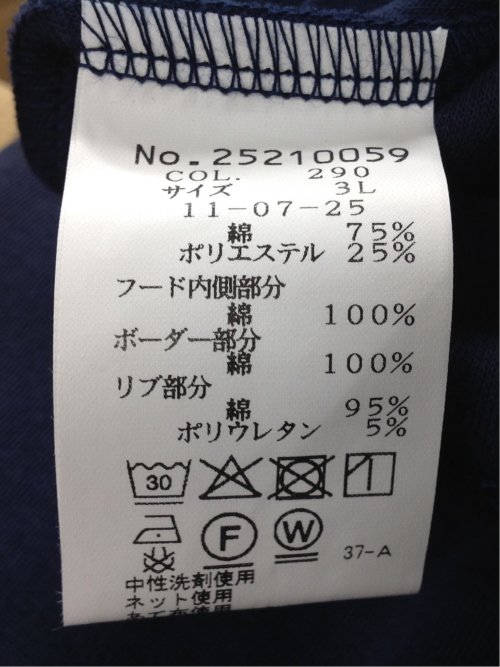 No.25210059
COL. 290
サイズ 3L
11-07-25
綿 75%
ポリエステル 25%
フード内側部分
綿 100%
ボーダー部分
綿 100%
リブ部分
綿 95%
ポリウレタン 5%
30
F W 37-A
中性洗剤使用
ネット使用